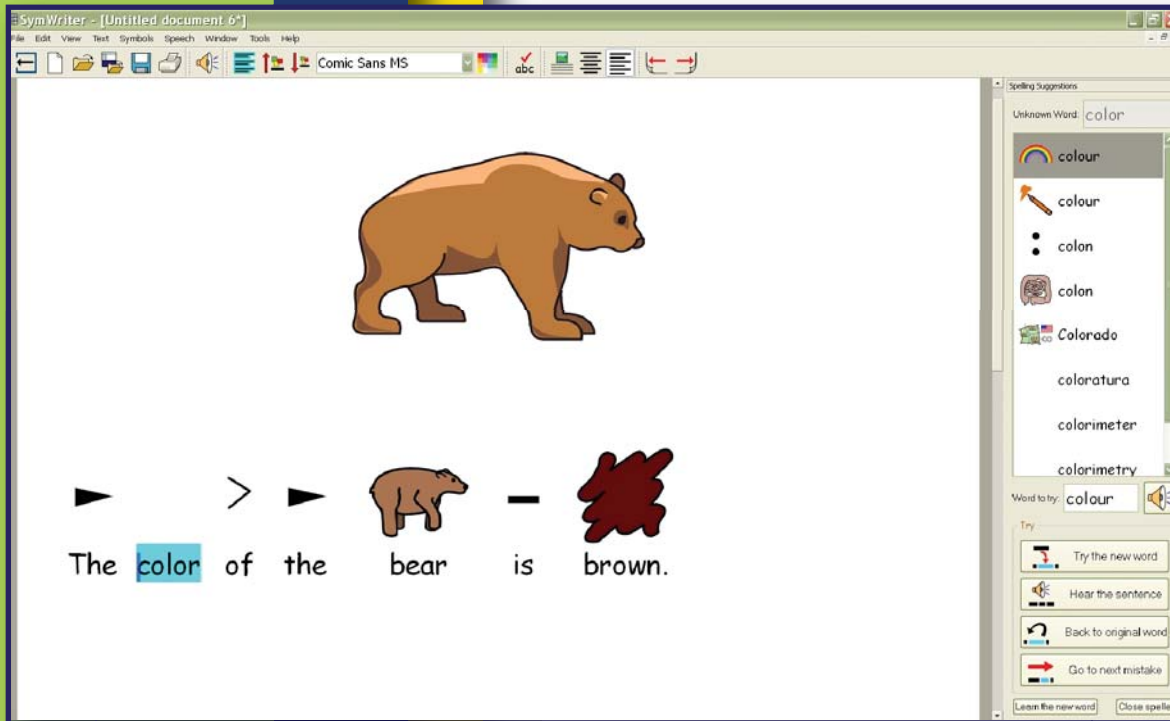 SymWriter - [Untitled document 6*]
File Edit View Text Symbols Speech Window Tools Help
Comic Sans MS
abc
Spelling Suggestions
Unknown Word: color
colour
colour
colon
colon
Colorado
coloratura
colorimeter
colorimetry
Word to try: colour
Try
Try the new word
Hear the sentence
Back to original word
Go to next mistake
Learn the new word Close spelle
The color of the bear is brown.